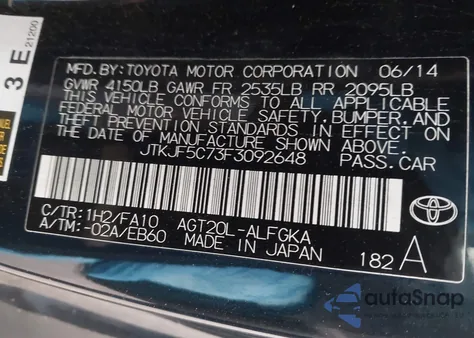 3 E
21200
MFD. BY: TOYOTA MOTOR CORPORATION 06/14
GVWR 4150LB GAWR FR 2535LB RR 2095LB
THIS VEHICLE CONFORMS TO ALL APPLICABLE
FEDERAL MOTOR VEHICLE SAFETY, BUMPER, AND
THEFT PREVENTION STANDARDS IN EFFECT ON
THE DATE OF MANUFACTURE SHOWN ABOVE.
JTKJF5C73F3092648 PASS.CAR
C/TR:1H2/FA10 AGT20L-ALFGKA
A/TM:-02A/EB60 MADE IN JAPAN
TOYOTA
182 A
autoSnap